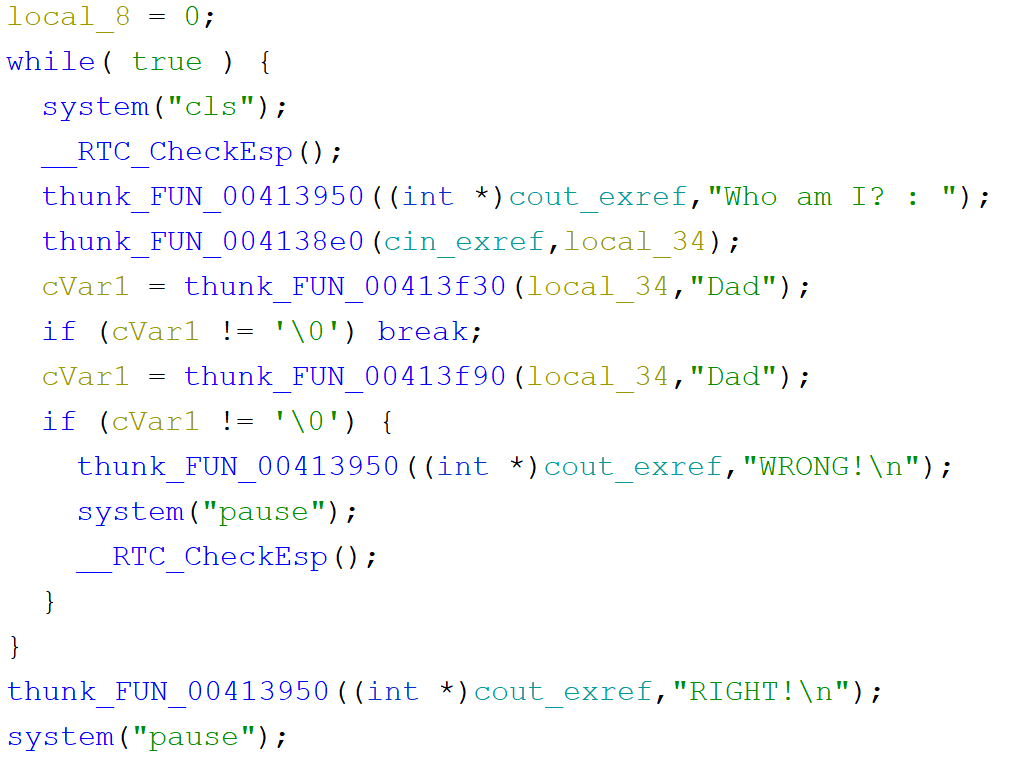 local_8 = 0;
while( true ) {
  system("cls");
  __RTC_CheckEsp();
  thunk_FUN_00413950((int *)cout_exref,"Who am I? : ");
  thunk_FUN_004138e0(cin_exref,local_34);
  cVar1 = thunk_FUN_00413f30(local_34,"Dad");
  if (cVar1 != '\0') break;
  cVar1 = thunk_FUN_00413f90(local_34,"Dad");
  if (cVar1 != '\0') {
    thunk_FUN_00413950((int *)cout_exref,"WRONG!\n");
    system("pause");
    __RTC_CheckEsp();
  }
}
thunk_FUN_00413950((int *)cout_exref,"RIGHT!\n");
system("pause");